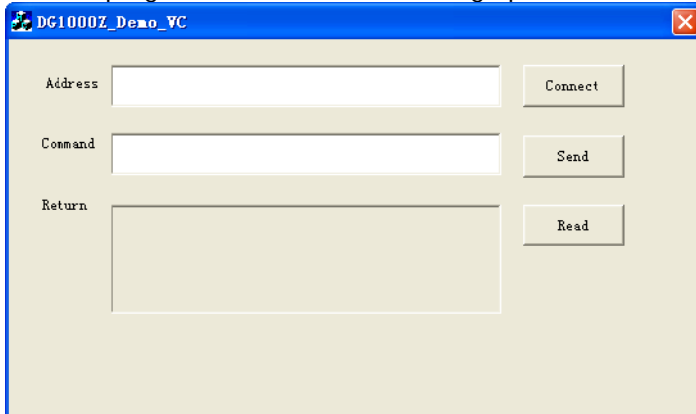 DG1000Z_Demo_VC
Address
Connect
Command
Send
Return
Read